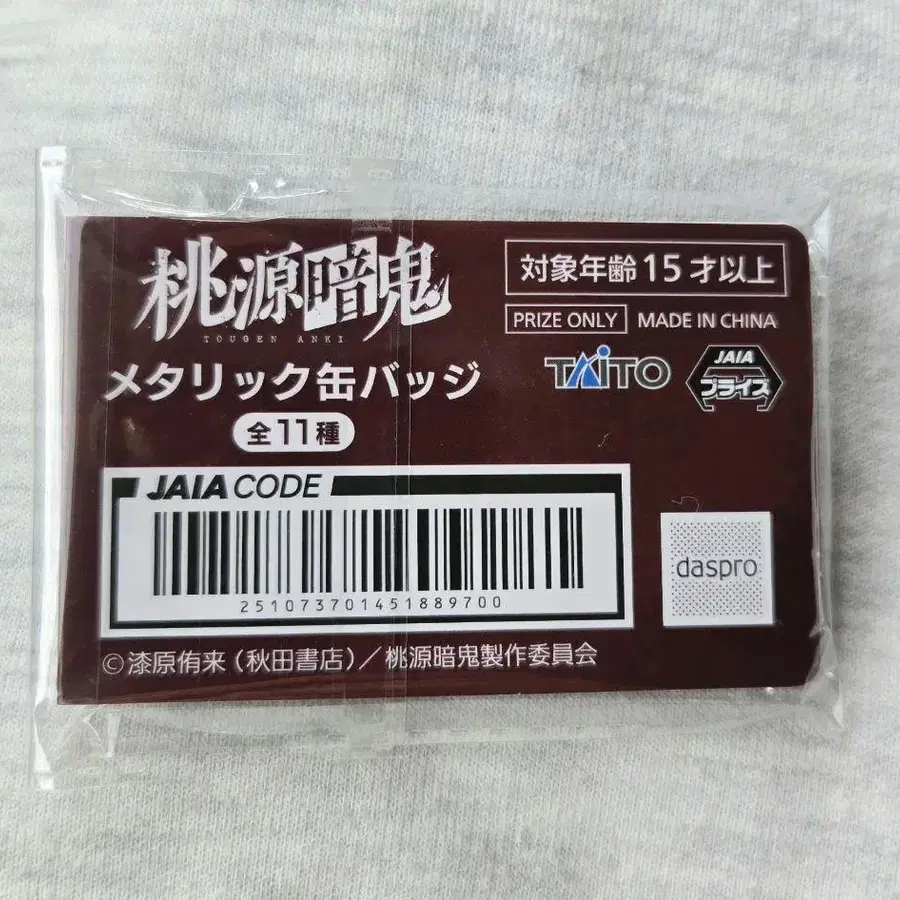 桃源暗鬼
TOUGEN ANKI
メタリック缶バッジ
全11種
対象年齢15才以上
PRIZE ONLY MADE IN CHINA
TAITO JAIA プライズ
JAIA CODE
251073701451889700
daspro
©漆原侑来(秋田書店)/桃源暗鬼製作委員会